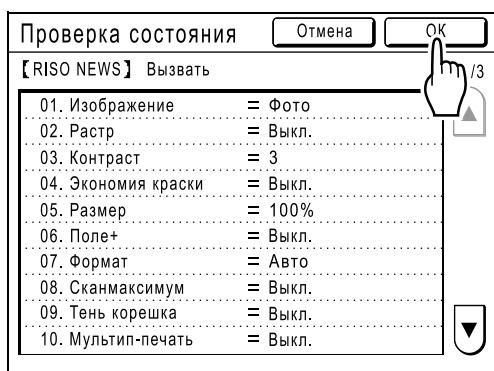 Проверка состояния Отмена OK
【RISO NEWS】 Вызвать /3
01. Изображение = Фото
02. Растр = Выкл.
03. Контраст = 3
04. Экономия краски = Выкл.
05. Размер = 100%
06. Поле+ = Выкл.
07. Формат = Авто
08. Сканмаксимум = Выкл.
09. Тень корешка = Выкл.
10. Мультип-печать = Выкл.